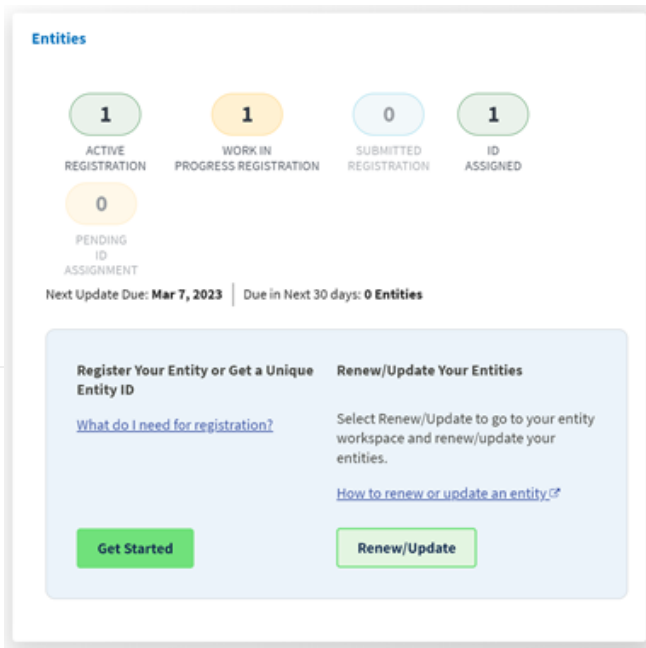 Entities
1
ACTIVE
REGISTRATION
1
WORK IN
PROGRESS REGISTRATION
0
SUBMITTED
REGISTRATION
1
ID
ASSIGNED
0
PENDING
ID
ASSIGNMENT
Next Update Due: Mar 7, 2023 | Due in Next 30 days: 0 Entities
Register Your Entity or Get a Unique
Entity ID
What do I need for registration?
Get Started
Renew/Update Your Entities
Select Renew/Update to go to your entity
workspace and renew/update your
entities.
How to renew or update an entity
Renew/Update